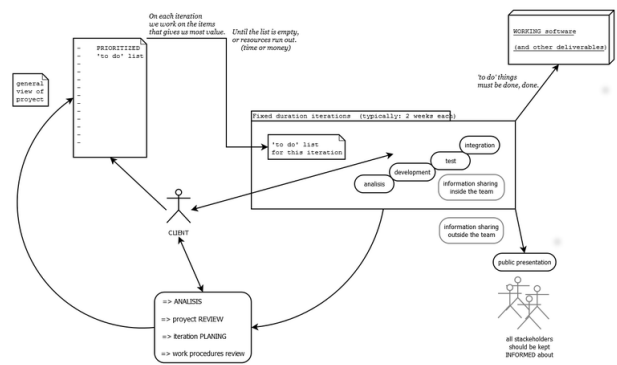 On each iteration
we work on the items
that gives us most value.
Until the list is empty,
or resources run out.
(time or money)
WORKING software
(and other deliverables)
PRIORITIZED
'to do' list
general
view of
proyect
'to do' things
must be done, done..
Fixed duration iterations (typically: 2 weeks each)
'to do' list
for this iteration
integration
test
development
analisis
information sharing
inside the team
CLIENT
information sharing
outside the team
public presentation
=> ANALISIS
=> proyect REVIEW
=> iteration PLANING
=> work procedures review
all stackeholders
should be kept
INFORMED about